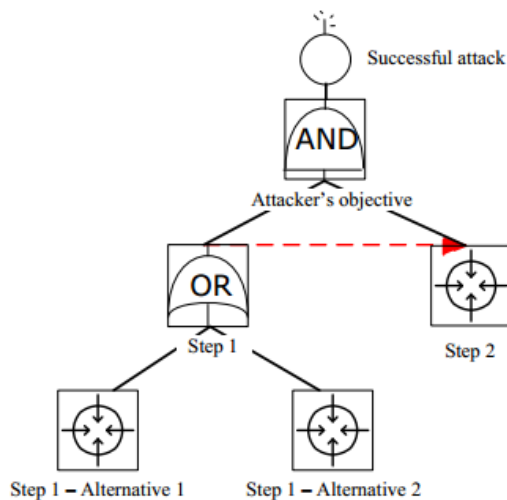 Successful attack
AND
Attacker's objective
OR
Step 1
Step 2
Step 1 – Alternative 1
Step 1 – Alternative 2